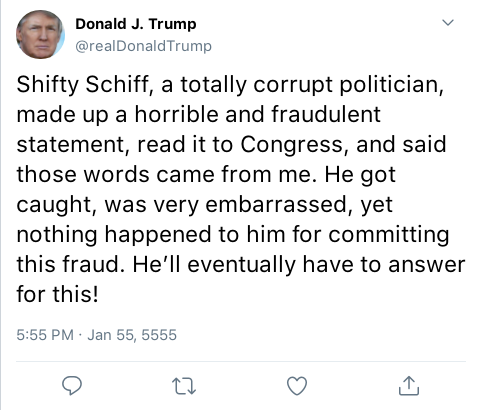 Donald J. Trump
@realDonaldTrump
Shifty Schiff, a totally corrupt politician,
made up a horrible and fraudulent
statement, read it to Congress, and said
those words came from me. He got
caught, was very embarrassed, yet
nothing happened to him for committing
this fraud. He’ll eventually have to answer
for this!
5:55 PM · Jan 55, 5555